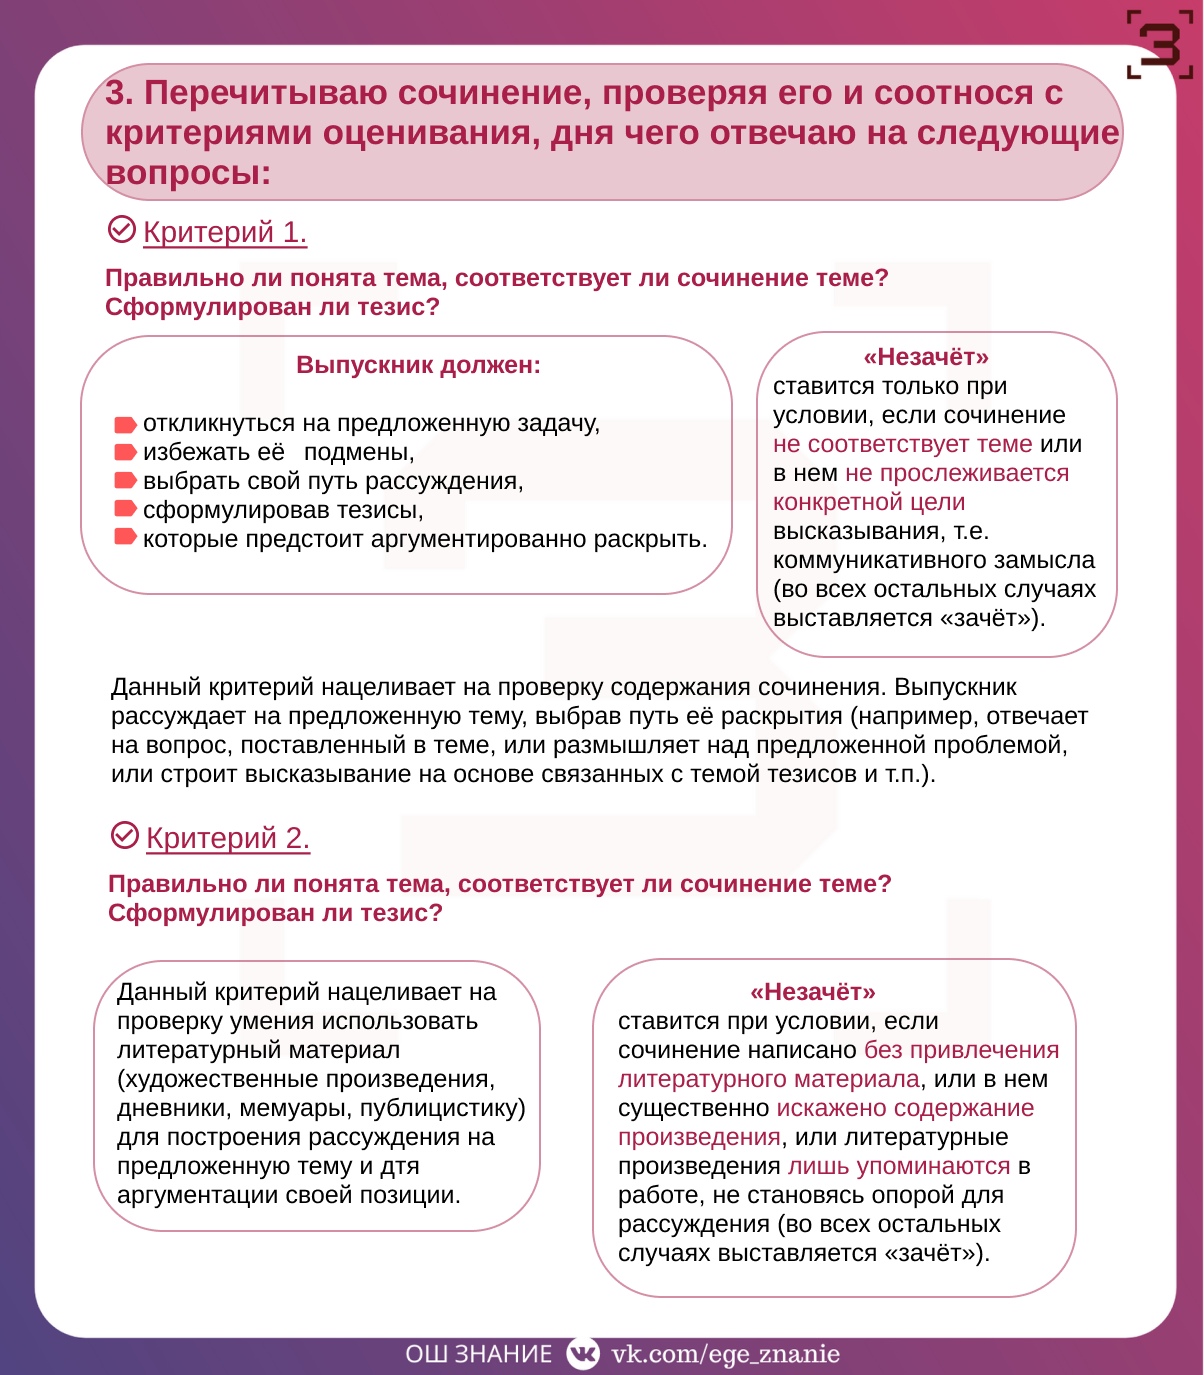 3
3. Перечитываю сочинение, проверяя его и соотнося с
критериями оценивания, дня чего отвечаю на следующие
вопросы:
Критерий 1.
Правильно ли понята тема, соответствует ли сочинение теме?
Сформулирован ли тезис?
Выпускник должен:
откликнуться на предложенную задачу,
избежать её подмены,
выбрать свой путь рассуждения,
сформулировав тезисы,
которые предстоит аргументированно раскрыть.
«Незачёт»
ставится только при
условии, если сочинение
не соответствует теме или
в нем не прослеживается
конкретной цели
высказывания, т.е.
коммуникативного замысла
(во всех остальных случаях
выставляется «зачёт»).
Данный критерий нацеливает на проверку содержания сочинения. Выпускник
рассуждает на предложенную тему, выбрав путь её раскрытия (например, отвечает
на вопрос, поставленный в теме, или размышляет над предложенной проблемой,
или строит высказывание на основе связанных с темой тезисов и т.п.).
Критерий 2.
Правильно ли понята тема, соответствует ли сочинение теме?
Сформулирован ли тезис?
Данный критерий нацеливает на
проверку умения использовать
литературный материал
(художественные произведения,
дневники, мемуары, публицистику)
для построения рассуждения на
предложенную тему и дтя
аргументации своей позиции.
«Незачёт»
ставится при условии, если
сочинение написано без привлечения
литературного материала, или в нем
существенно искажено содержание
произведения, или литературные
произведения лишь упоминаются в
работе, не становясь опорой для
рассуждения (во всех остальных
случаях выставляется «зачёт»).
ОШ ЗНАНИЕ vk.com/ege_znanie